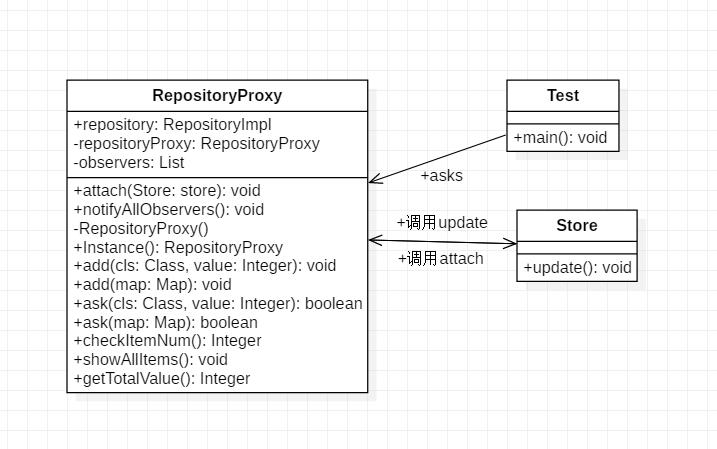 RepositoryProxy
+repository: RepositoryImpl
-repositoryProxy: RepositoryProxy
-observers: List
+attach(Store: store): void
+notifyAllObservers(): void
-RepositoryProxy()
+Instance(): RepositoryProxy
+add(cls: Class, value: Integer): void
+add(map: Map): void
+ask(cls: Class, value: Integer): boolean
+ask(map: Map): boolean
+checkItemNum(): Integer
+showAllItems(): void
+getTotalValue(): Integer
Test
+main(): void
+asks
+调用update
+调用attach
Store
+update(): void